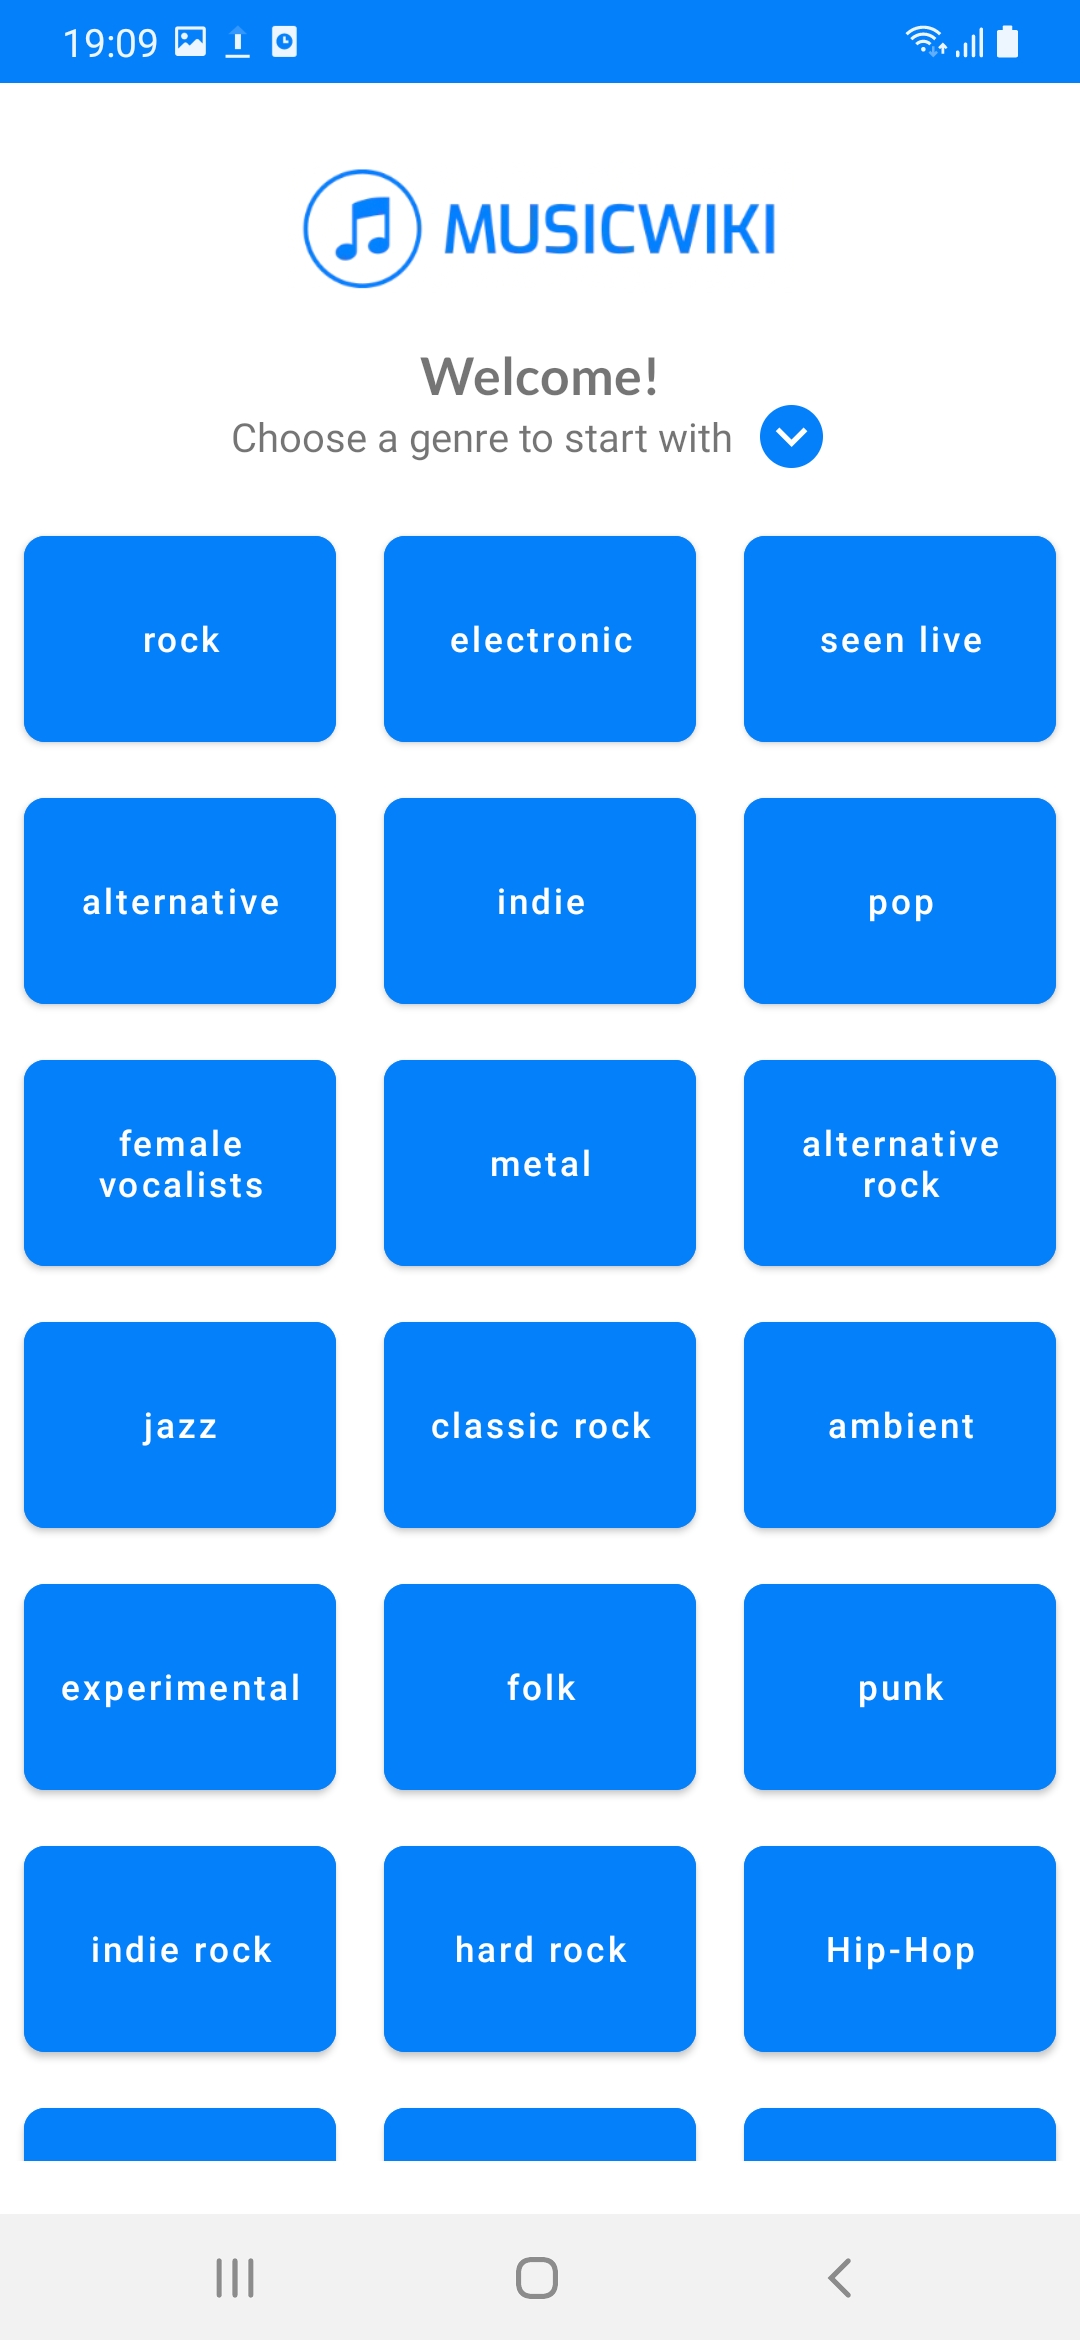 19:09
MUSICWIKI
Welcome!
Choose a genre to start with
rock
electronic
seen live
alternative
indie
pop
female
vocalists
metal
alternative
rock
jazz
classic rock
ambient
experimental
folk
punk
indie rock
hard rock
Hip-Hop